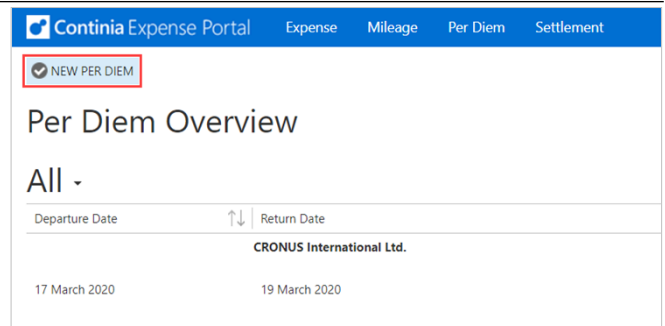 Continia Expense Portal Expense Mileage Per Diem Settlement
NEW PER DIEM
Per Diem Overview
All
Departure Date Return Date
CRONUS International Ltd.
17 March 2020 19 March 2020